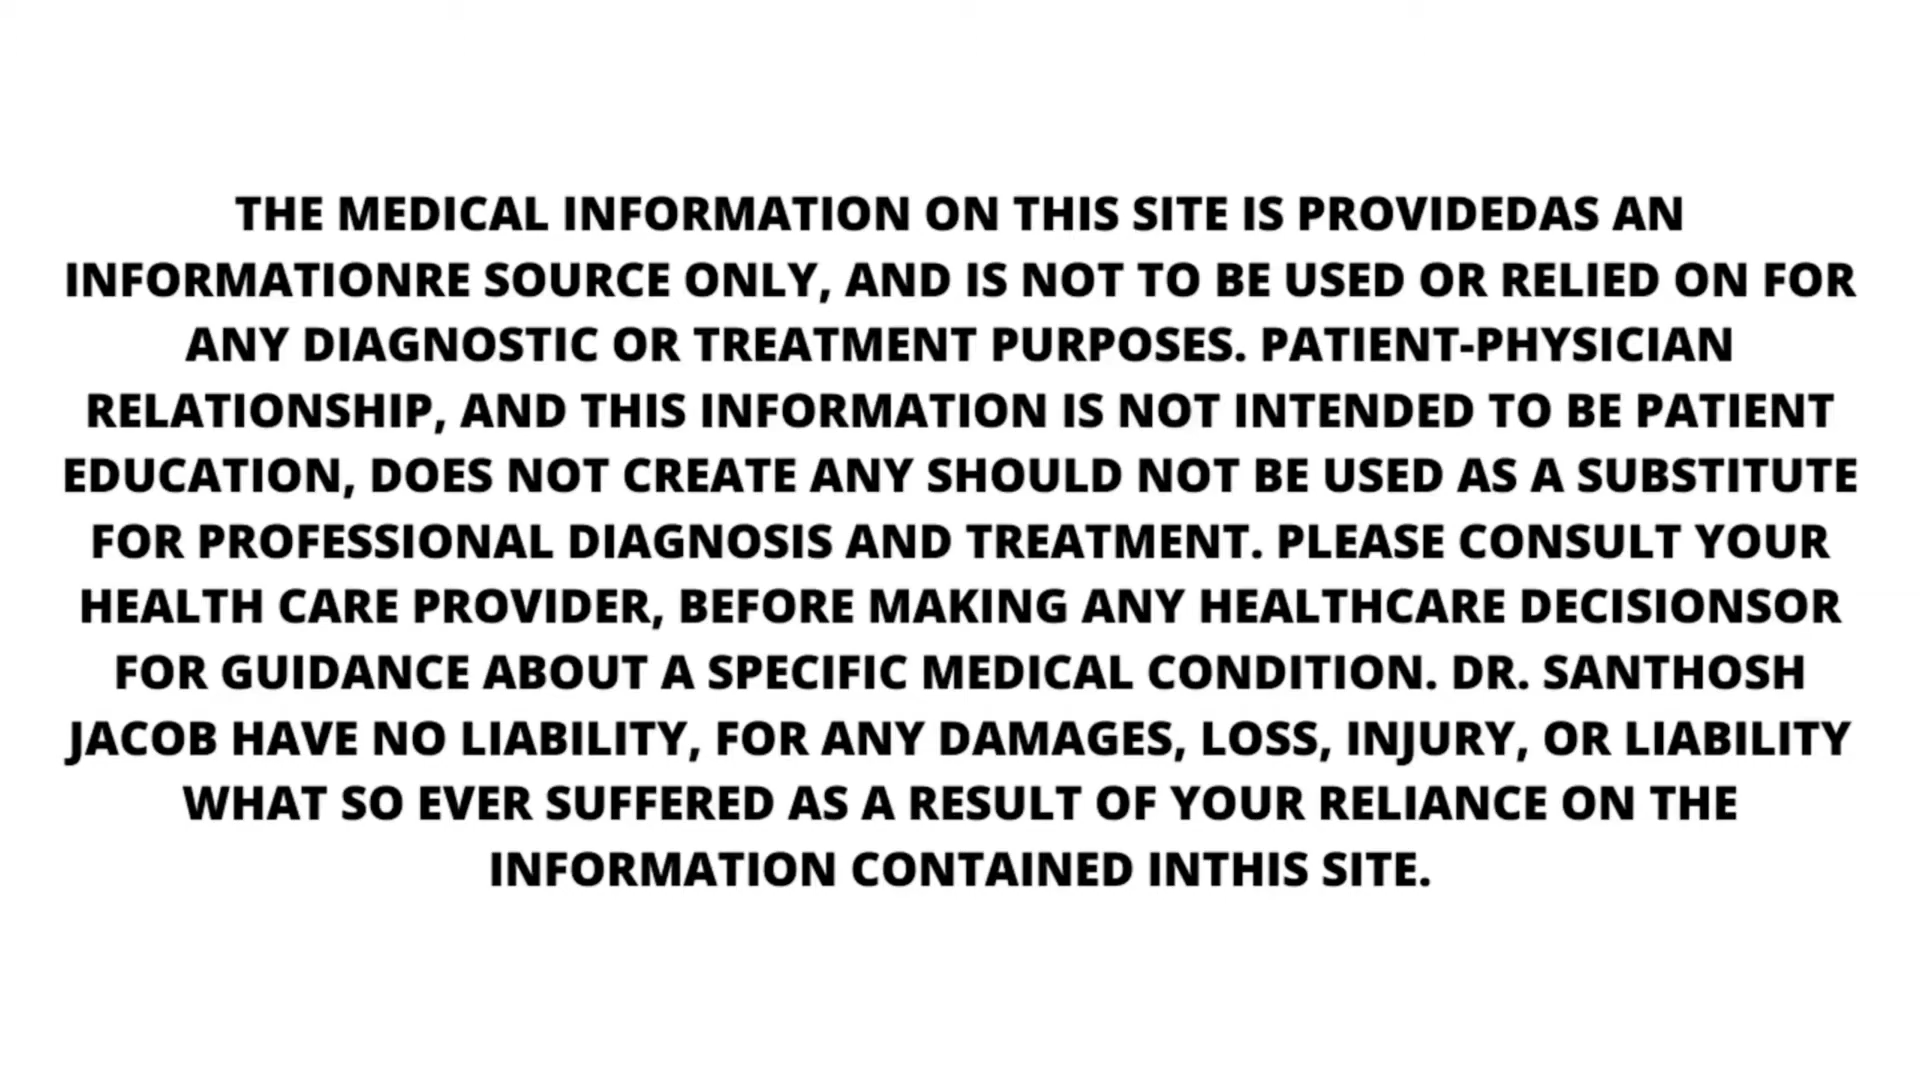 THE MEDICAL INFORMATION ON THIS SITE IS PROVIDEDAS AN
INFORMATIONRE SOURCE ONLY, AND IS NOT TO BE USED OR RELIED ON FOR
ANY DIAGNOSTIC OR TREATMENT PURPOSES. PATIENT-PHYSICIAN
RELATIONSHIP, AND THIS INFORMATION IS NOT INTENDED TO BE PATIENT
EDUCATION, DOES NOT CREATE ANY SHOULD NOT BE USED AS A SUBSTITUTE
FOR PROFESSIONAL DIAGNOSIS AND TREATMENT. PLEASE CONSULT YOUR
HEALTH CARE PROVIDER, BEFORE MAKING ANY HEALTHCARE DECISIONSOR
FOR GUIDANCE ABOUT A SPECIFIC MEDICAL CONDITION. DR. SANTHOSH
JACOB HAVE NO LIABILITY, FOR ANY DAMAGES, LOSS, INJURY, OR LIABILITY
WHAT SO EVER SUFFERED AS A RESULT OF YOUR RELIANCE ON THE
INFORMATION CONTAINED INTHIS SITE.